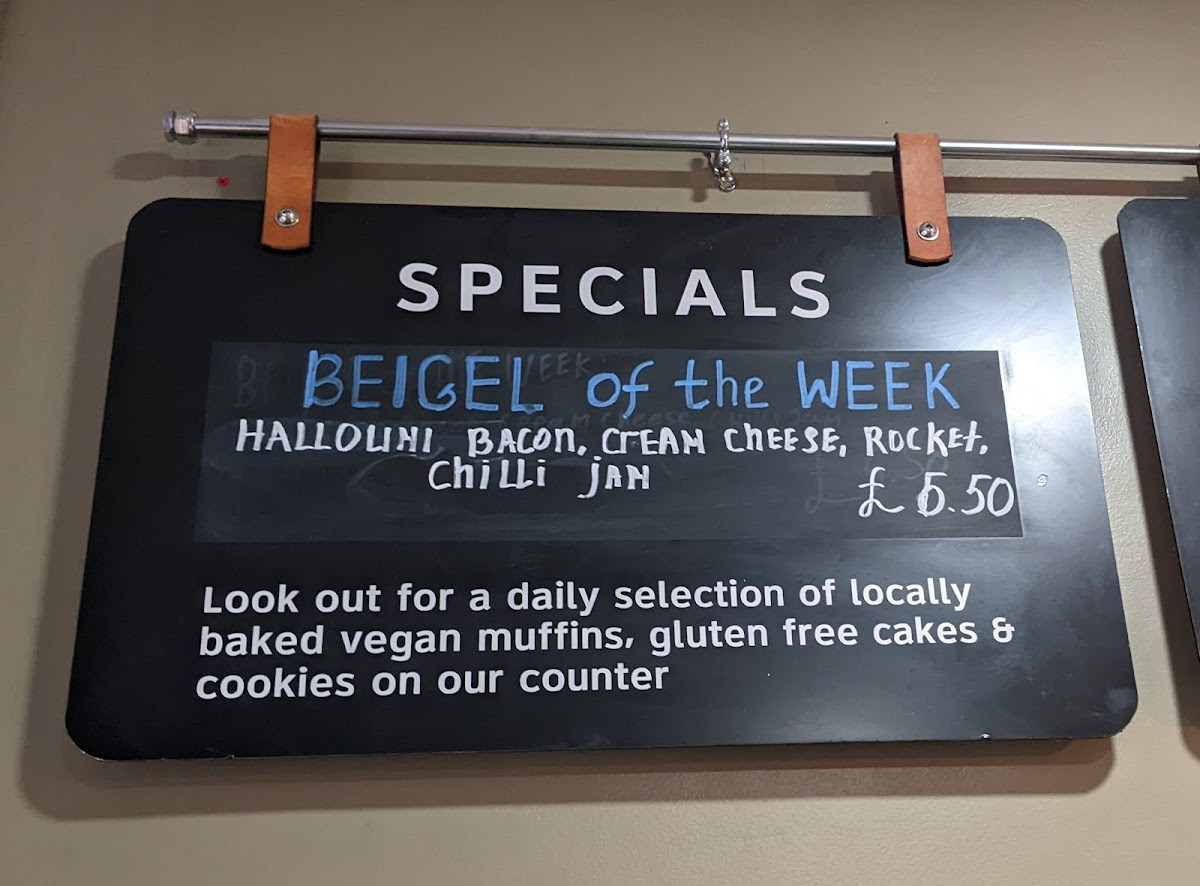 SPECIALS
BEIGEL of the WEEK
HALLOUMI BACON, CREAM CHEESE, ROCKET,
CHILLI JAM
£ 5.50
Look out for a daily selection of locally
baked vegan muffins, gluten free cakes &
cookies on our counter